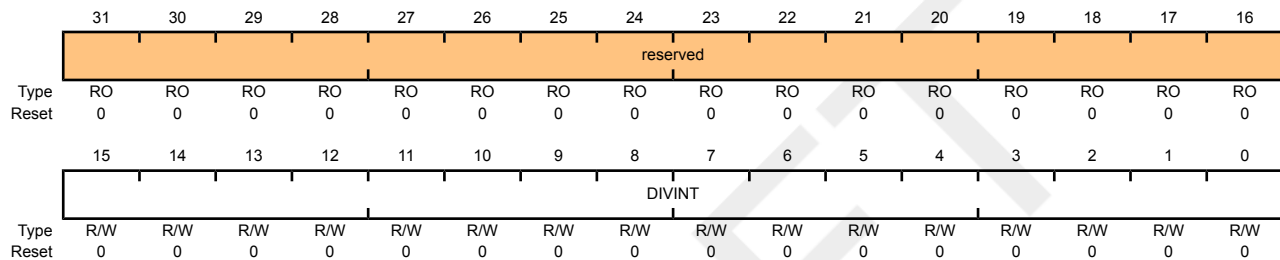 31 30 29 28 27 26 25 24 23 22 21 20 19 18 17 16
reserved
Type RO RO RO RO RO RO RO RO RO RO RO RO RO RO RO RO
Reset 0 0 0 0 0 0 0 0 0 0 0 0 0 0 0 0
15 14 13 12 11 10 9 8 7 6 5 4 3 2 1 0
DIVINT
Type R/W R/W R/W R/W R/W R/W R/W R/W R/W R/W R/W R/W R/W R/W R/W R/W
Reset 0 0 0 0 0 0 0 0 0 0 0 0 0 0 0 0